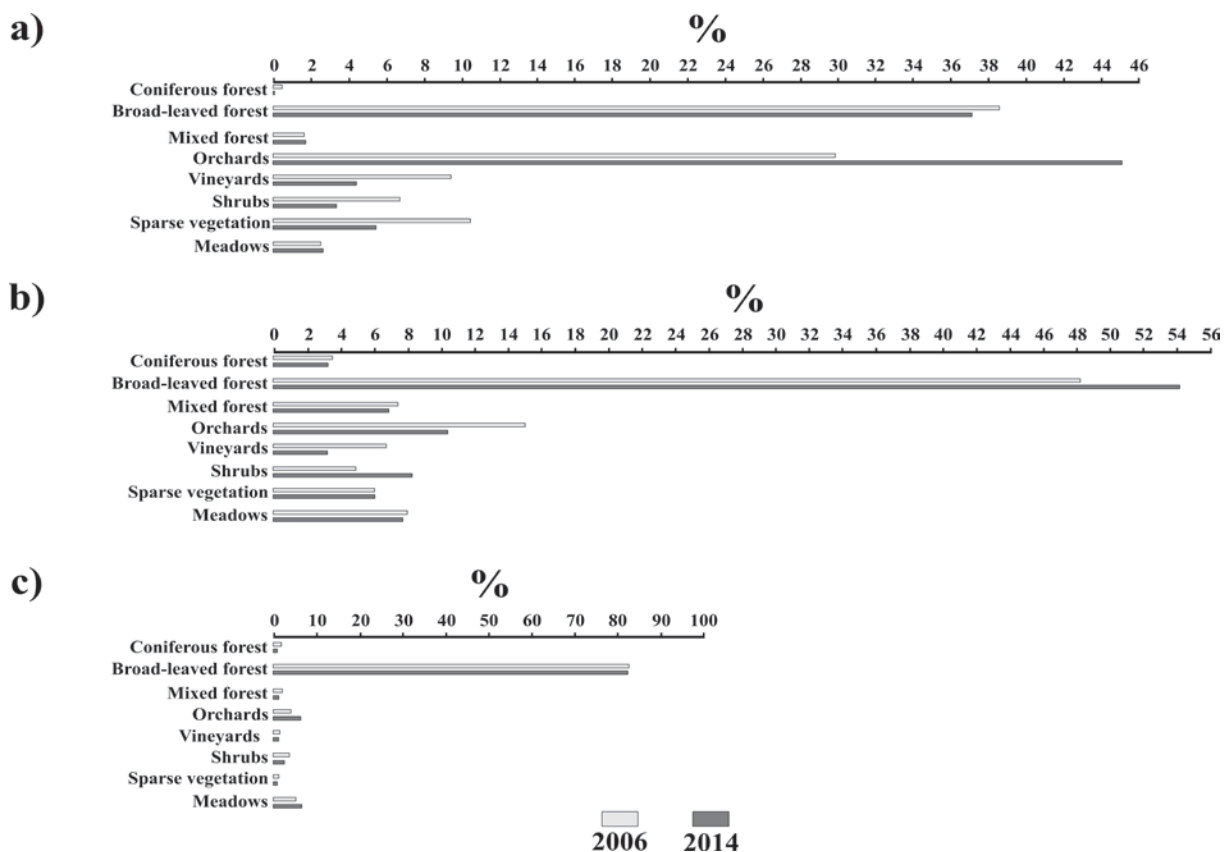 a)
%
0 2 4 6 8 10 12 14 16 18 20 22 24 26 28 30 32 34 36 38 40 42 44 46
Coniferous forest
Broad-leaved forest
Mixed forest
Orchards
Vineyards
Shrubs
Sparse vegetation
Meadows
b)
%
0 2 4 6 8 10 12 14 16 18 20 22 24 26 28 30 32 34 36 38 40 42 44 46 48 50 52 54 56
Coniferous forest
Broad-leaved forest
Mixed forest
Orchards
Vineyards
Shrubs
Sparse vegetation
Meadows
c)
%
0 10 20 30 40 50 60 70 80 90 100
Coniferous forest
Broad-leaved forest
Mixed forest
Orchards
Vineyards
Shrubs
Sparse vegetation
Meadows
2006 2014